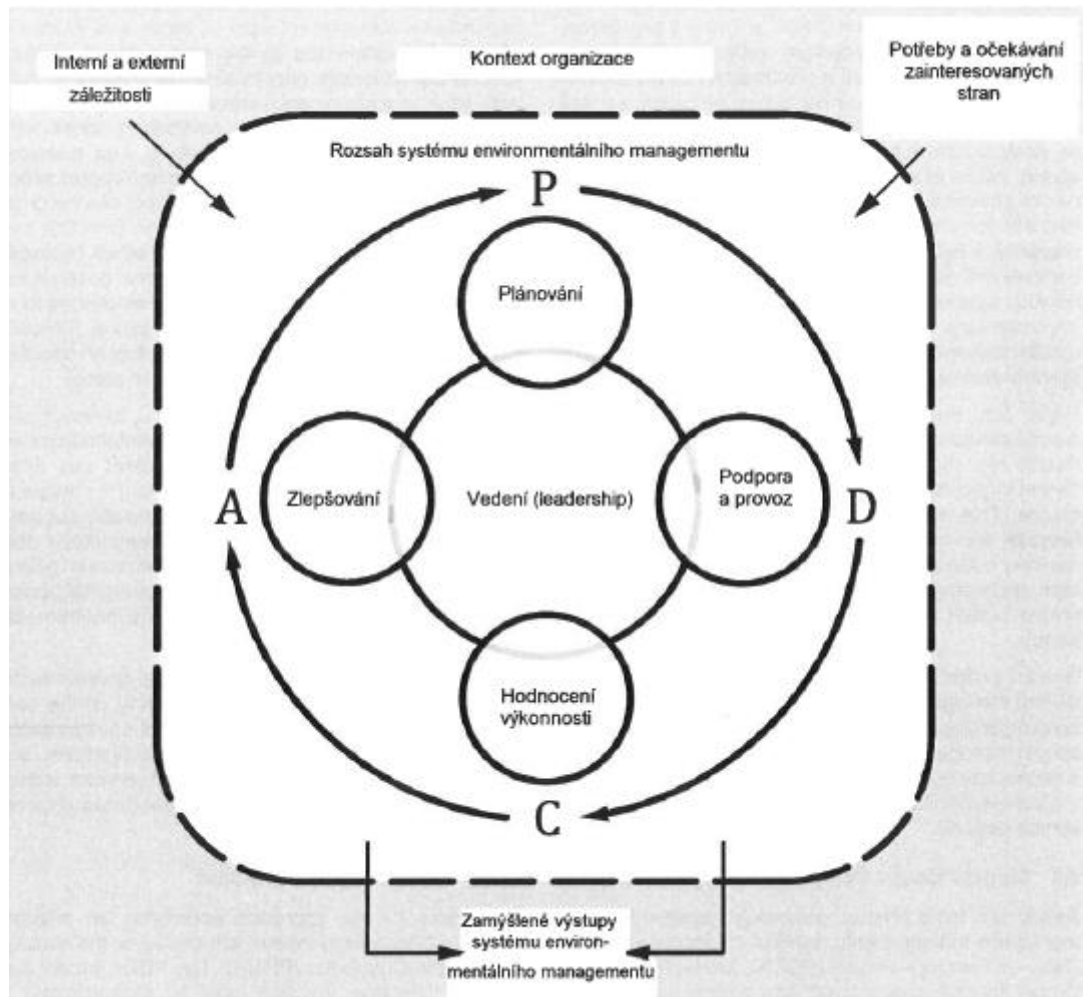 Interní a externí
záležitosti
Kontext organizace
Potřeby a očekávání
zainteresovaných
stran
Rozsah systému environmentálního managementu
P
Plánování
A
Zlepšování
Vedení (leadership)
Podpora
a provoz
D
Hodnocení
výkonnosti
C
Zamýšlené výstupy
systému environ-
mentálního managementu